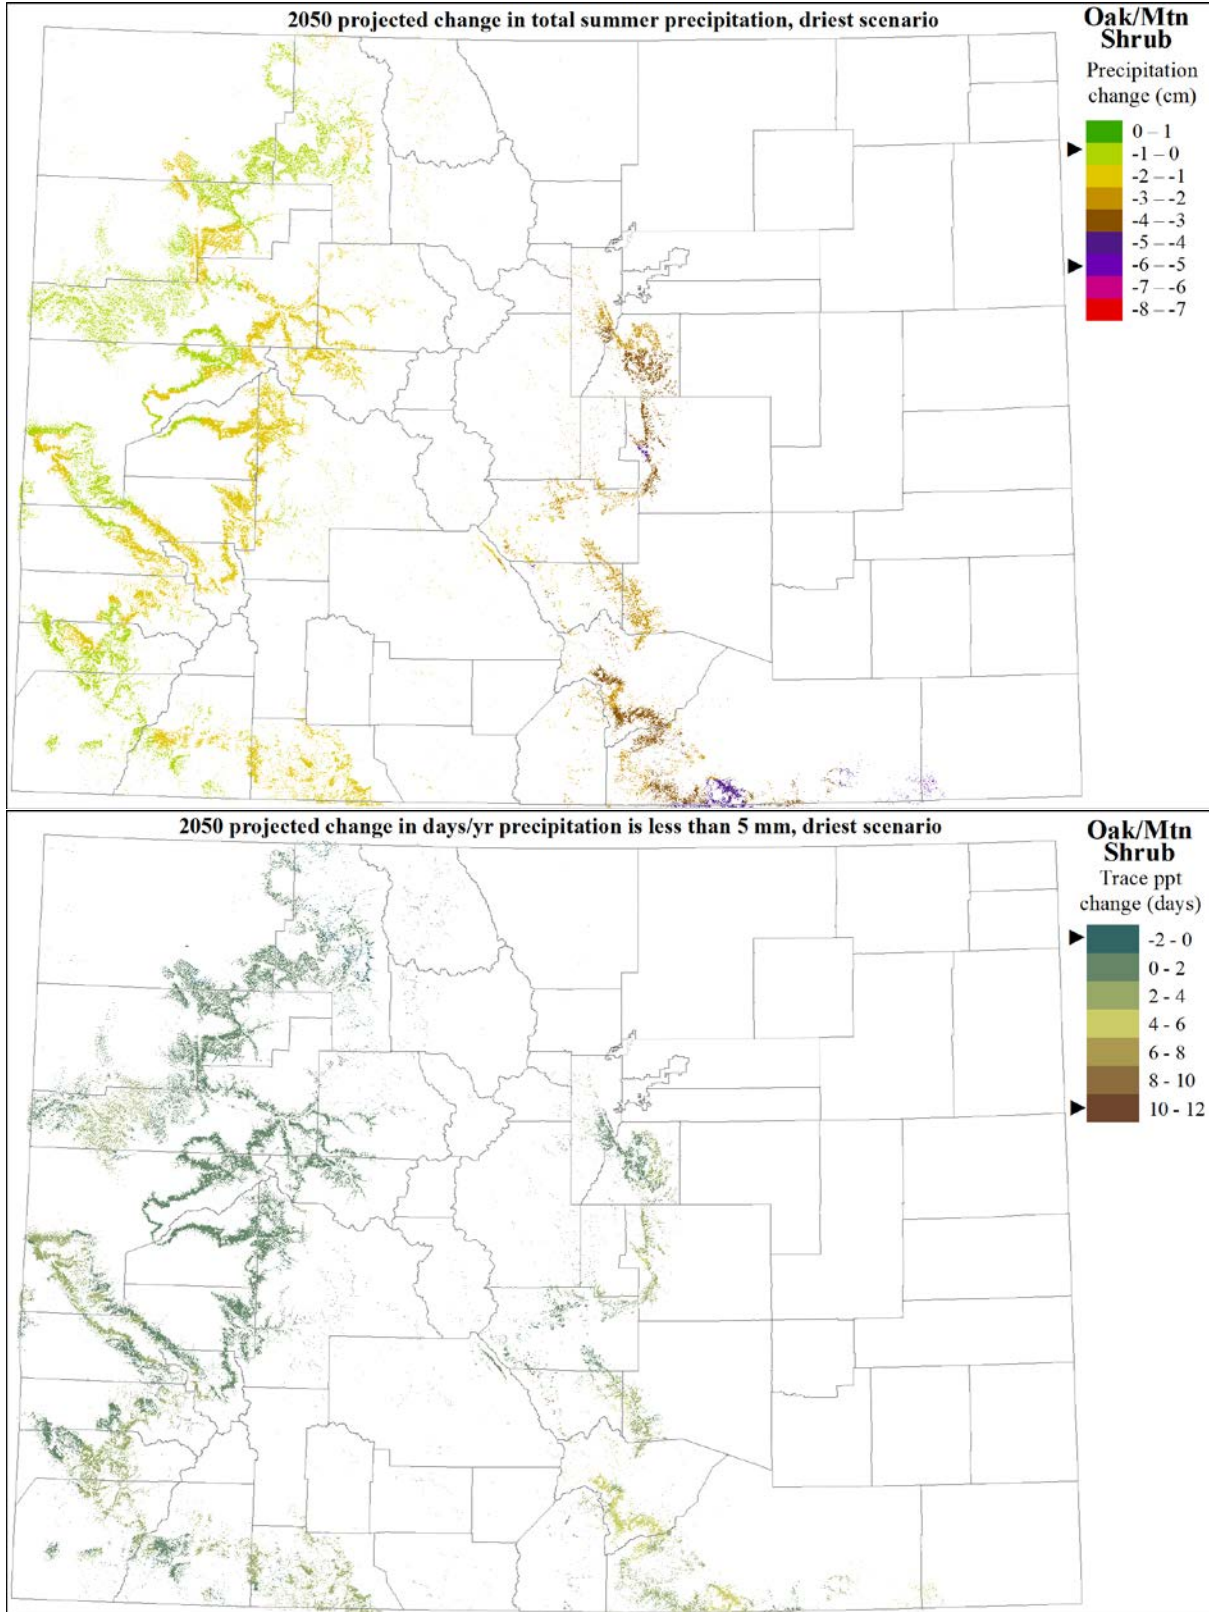 2050 projected change in total summer precipitation, driest scenario
Oak/Mtn
Shrub
Precipitation
change (cm)
0 – 1
-1 – 0
-2 – -1
-3 – -2
-4 – -3
-5 – -4
-6 – -5
-7 – -6
-8 – -7
2050 projected change in days/yr precipitation is less than 5 mm, driest scenario
Oak/Mtn
Shrub
Trace ppt
change (days)
-2 - 0
0 - 2
2 - 4
4 - 6
6 - 8
8 - 10
10 - 12